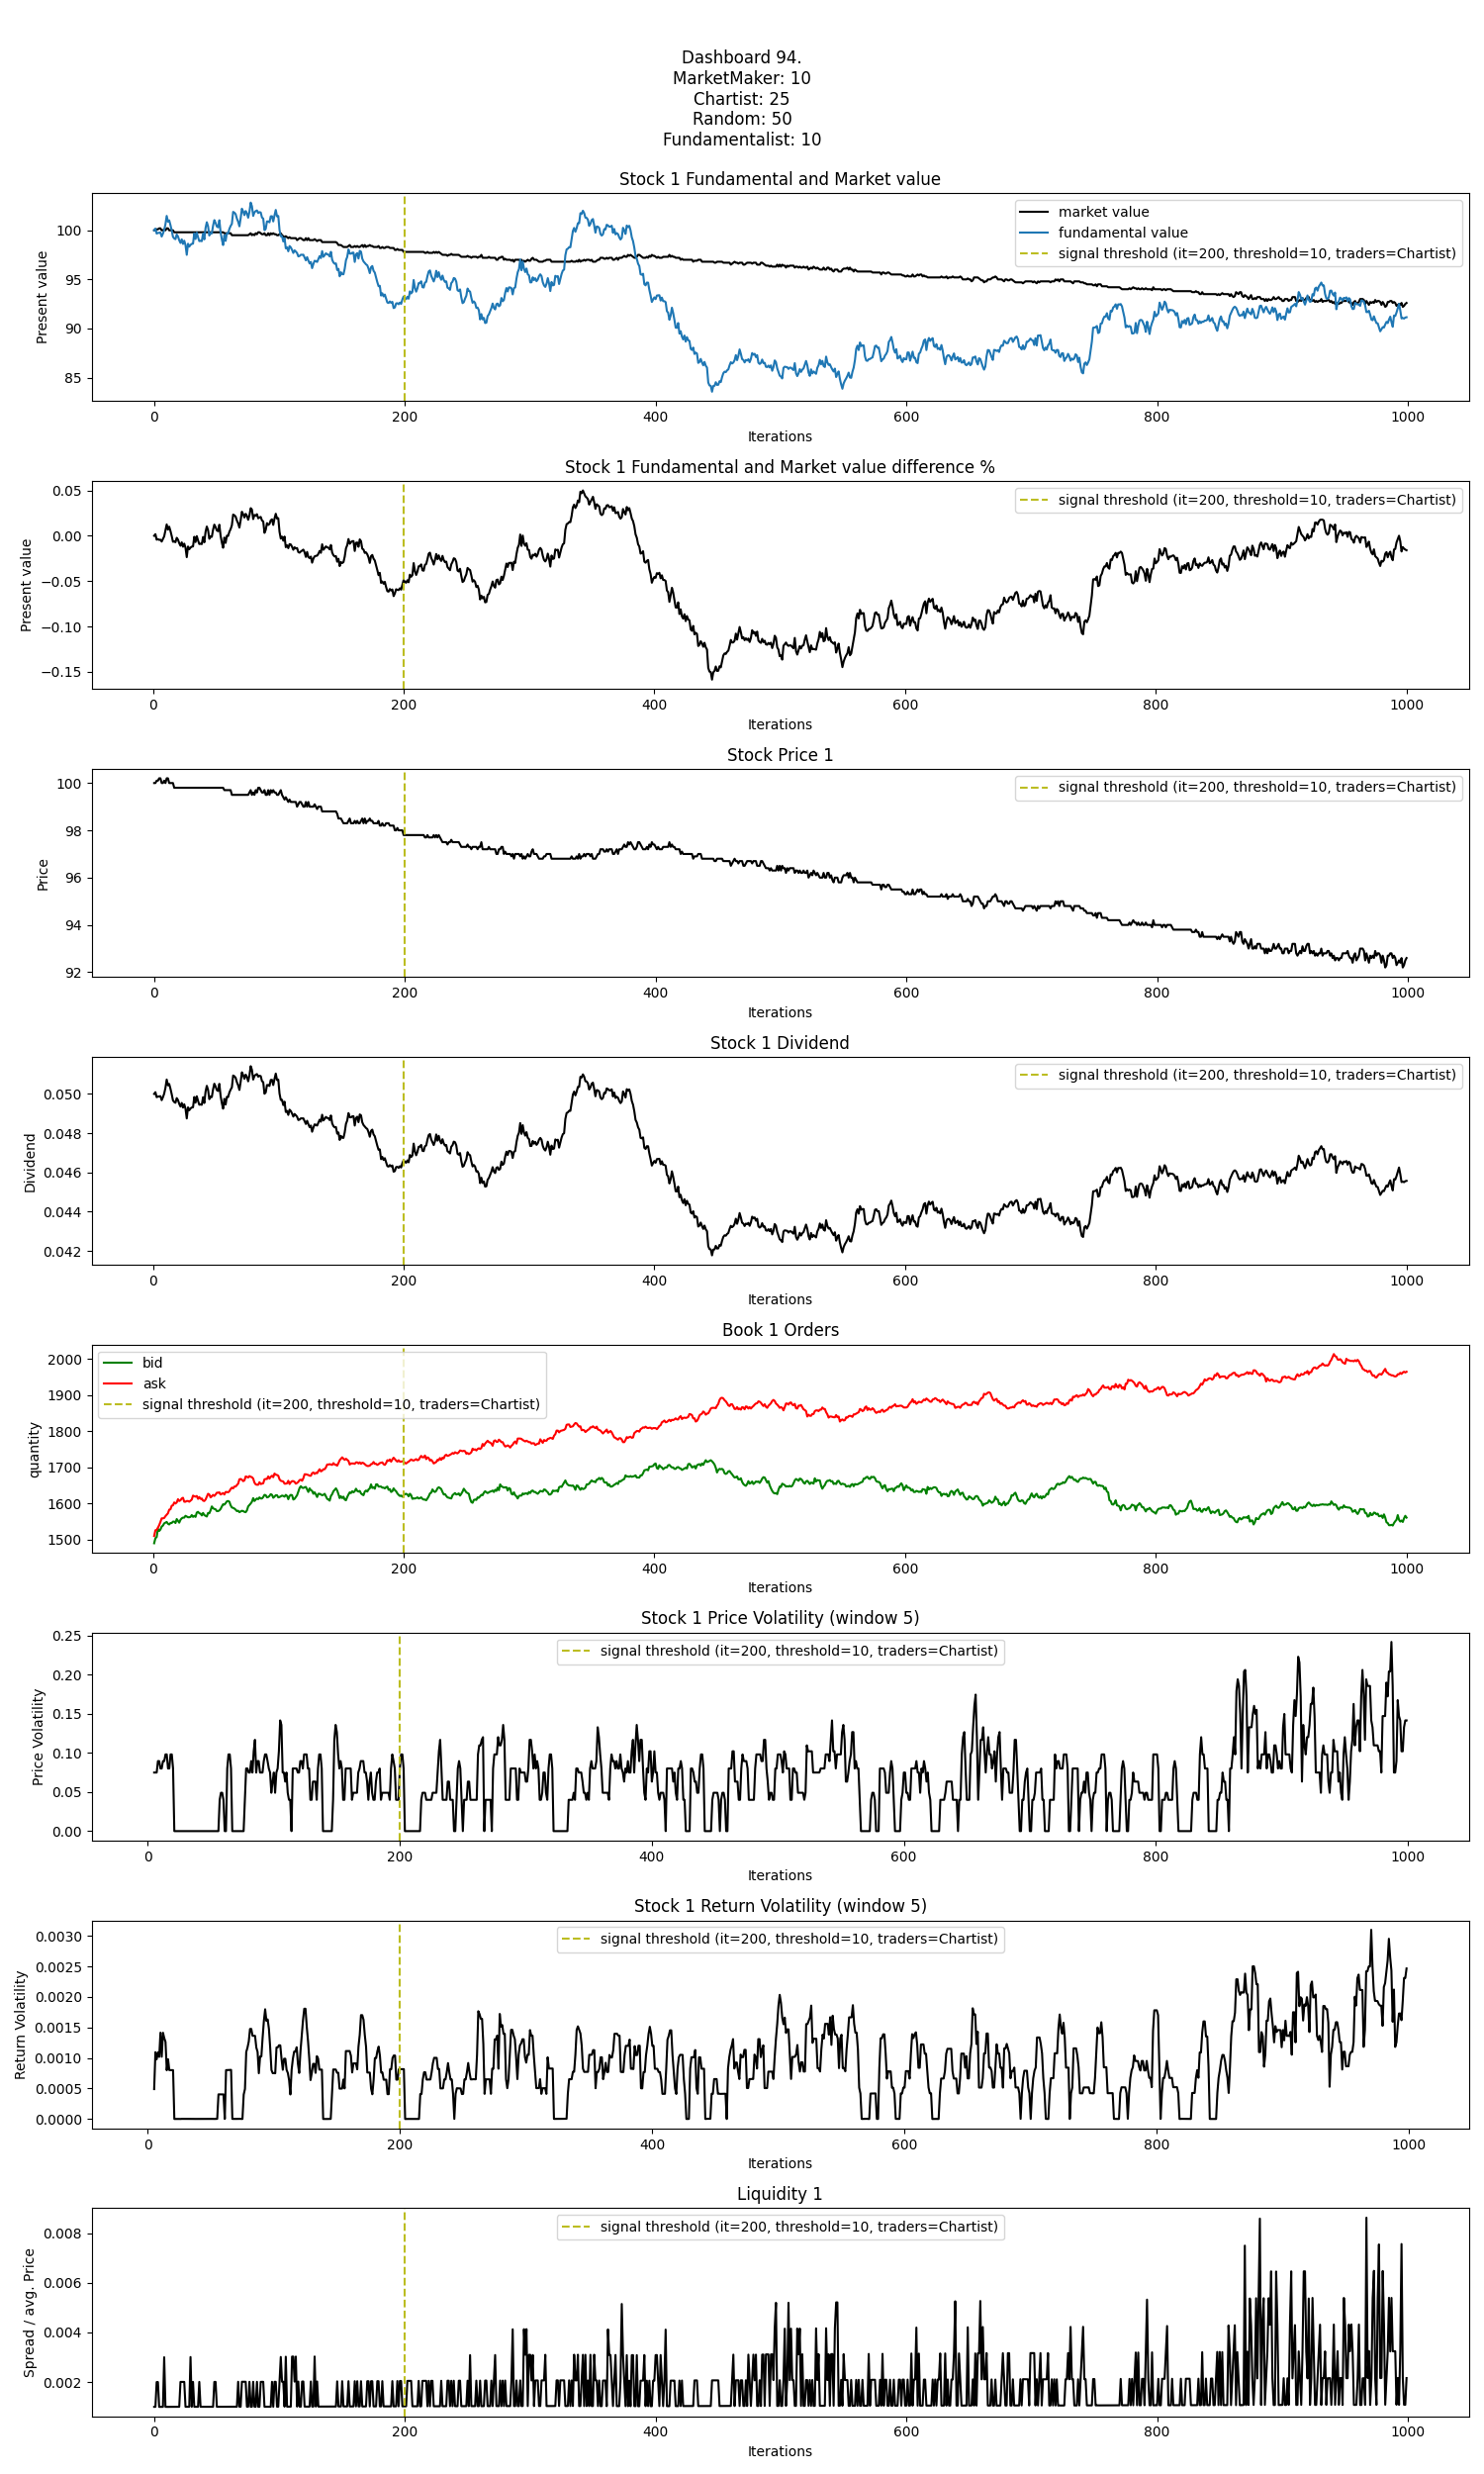 Dashboard 94.
MarketMaker: 10
Chartist: 25
Random: 50
Fundamentalist: 10
Stock 1 Fundamental and Market value
market value
fundamental value
signal threshold (it=200, threshold=10, traders=Chartist)
Present value
100
95
90
85
0 200 400 600 800 1000
Iterations
Stock 1 Fundamental and Market value difference %
signal threshold (it=200, threshold=10, traders=Chartist)
Present value
0.05
0.00
−0.05
−0.10
−0.15
0 200 400 600 800 1000
Iterations
Stock Price 1
signal threshold (it=200, threshold=10, traders=Chartist)
Price
100
98
96
94
92
0 200 400 600 800 1000
Iterations
Stock 1 Dividend
signal threshold (it=200, threshold=10, traders=Chartist)
Dividend
0.050
0.048
0.046
0.044
0.042
0 200 400 600 800 1000
Iterations
Book 1 Orders
bid
ask
signal threshold (it=200, threshold=10, traders=Chartist)
quantity
2000
1900
1800
1700
1600
1500
0 200 400 600 800 1000
Iterations
Stock 1 Price Volatility (window 5)
signal threshold (it=200, threshold=10, traders=Chartist)
Price Volatility
0.25
0.20
0.15
0.10
0.05
0.00
0 200 400 600 800 1000
Iterations
Stock 1 Return Volatility (window 5)
signal threshold (it=200, threshold=10, traders=Chartist)
Return Volatility
0.0030
0.0025
0.0020
0.0015
0.0010
0.0005
0.0000
0 200 400 600 800 1000
Iterations
Liquidity 1
signal threshold (it=200, threshold=10, traders=Chartist)
Spread / avg. Price
0.008
0.006
0.004
0.002
0 200 400 600 800 1000
Iterations